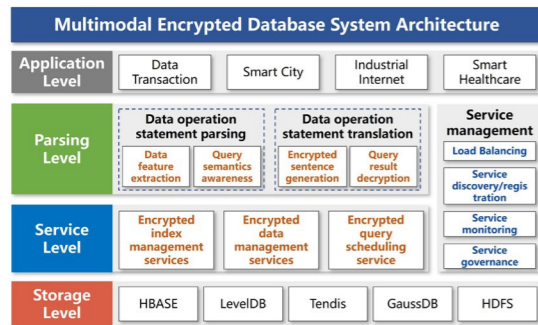 Multimodal Encrypted Database System Architecture
Application
Level
Data
Transaction
Smart City
Industrial
Internet
Smart
Healthcare
Parsing
Level
Data operation
statement parsing
Data
feature
extraction
Query
semantics
awareness
Data operation
statement translation
Encrypted
sentence
generation
Query
result
decryption
Service
management
Load Balancing
Service
discovery/regis
tration
Service
monitoring
Service
governance
Service
Level
Encrypted
index
management
services
Encrypted
data
management
services
Encrypted
query
scheduling
service
Storage
Level
HBASE
LevelDB
Tendis
GaussDB
HDFS